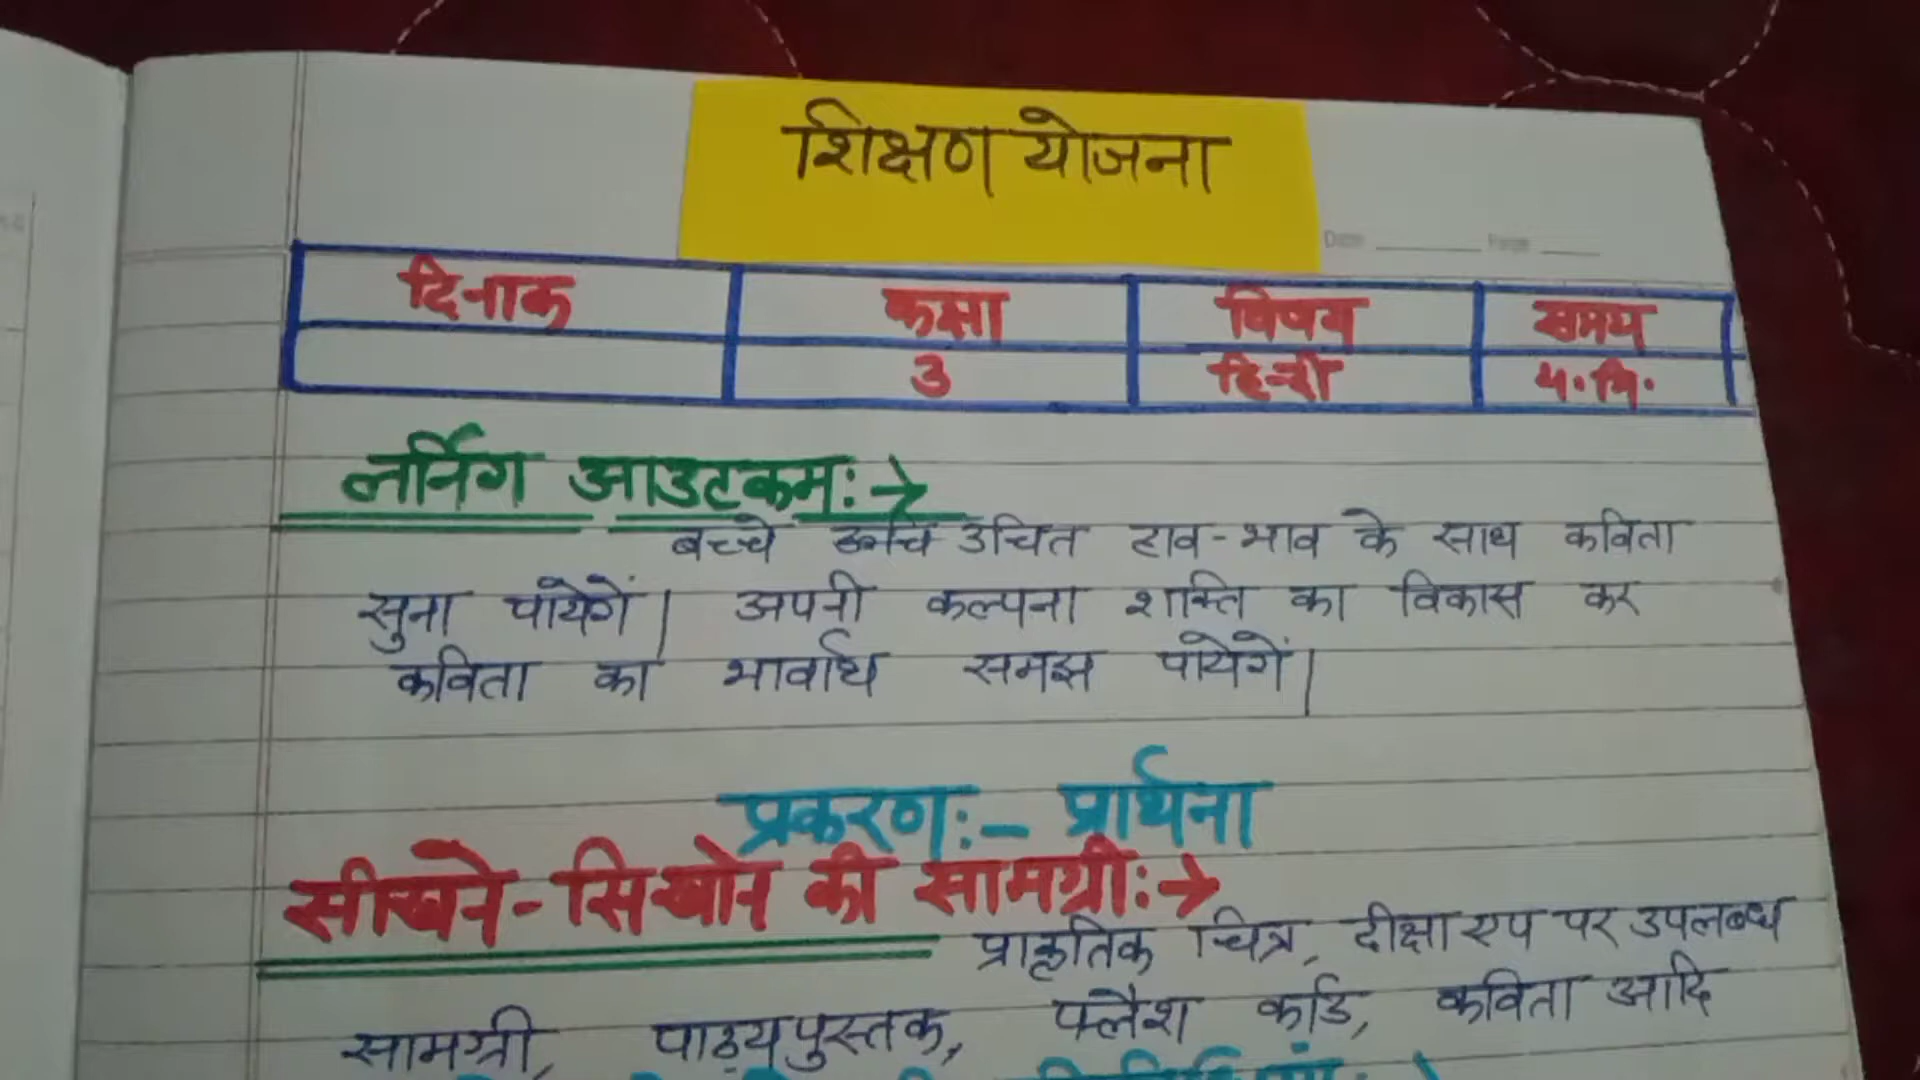 शिक्षण योजना
Date Page
दिनाक कक्षा विषय समय
3 हिन्दी
लर्निंग आउटकम:→
बच्चे उचित हाव-भाव के साथ कविता
सुना पायेगें। अपनी कल्पना शक्ति का विकास कर
कविता का भावार्थ समझ पायेगें।
प्रकरण:- प्रार्थना
सीखने-सिखाने की सामग्री:→
प्राकृतिक चित्र, दीक्षा एप पर उपलब्ध
सामग्री, पाठ्यपुस्तक, फ्लैश कार्ड, कविता आदि